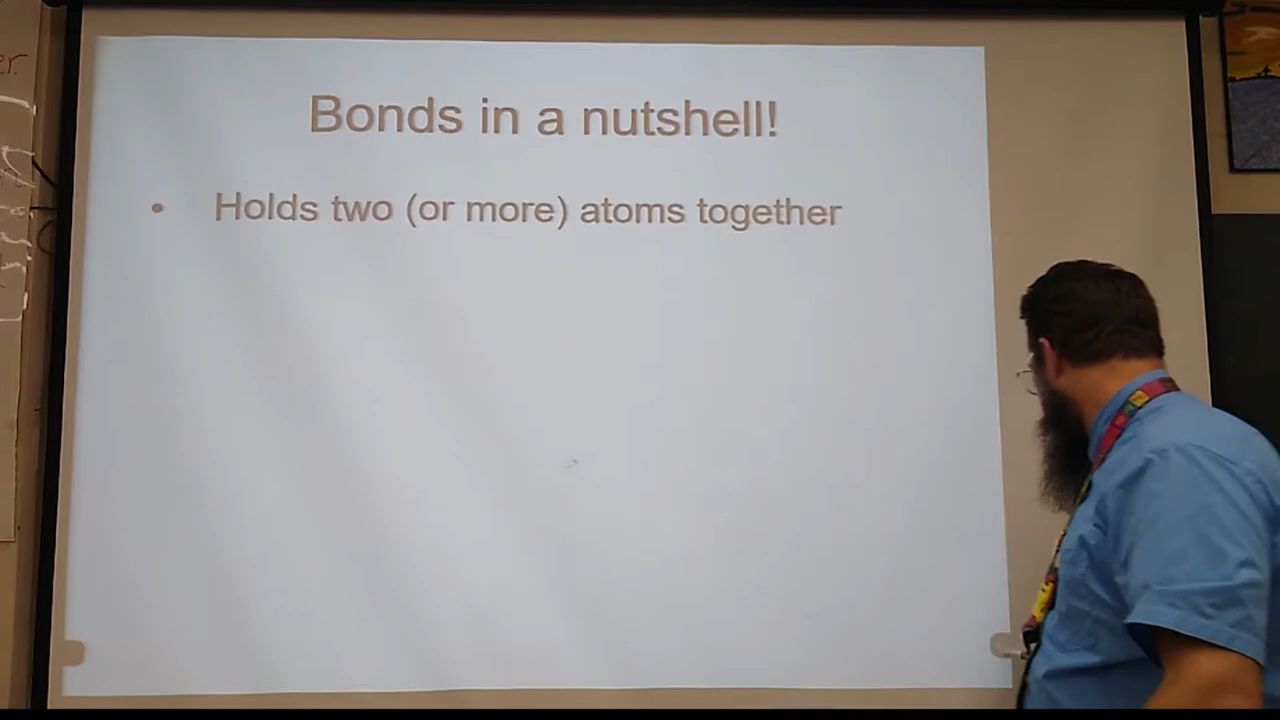 Bonds in a nutshell!
• Holds two (or more) atoms together